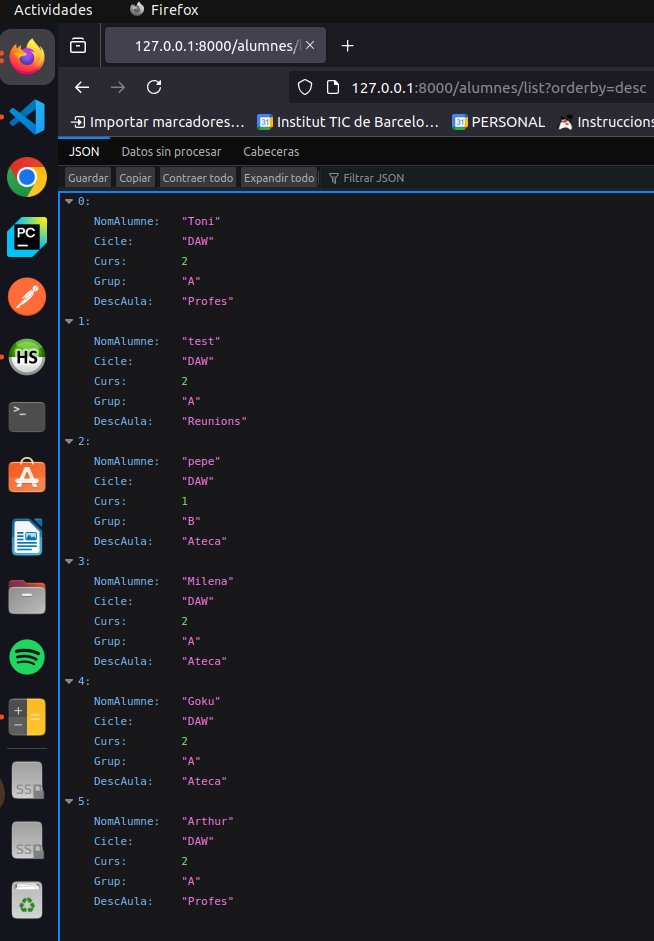 Actividades Firefox
127.0.0.1:8000/alumnes/l
127.0.0.1:8000/alumnes/list?orderby=desc
Importar marcadores… Institut TIC de Barcelo… PERSONAL Instruccions
JSON Datos sin procesar Cabeceras
Guardar Copiar Contraer todo Expandir todo Filtrar JSON
0:
NomAlumne: "Toni"
Cicle: "DAW"
Curs: 2
Grup: "A"
DescAula: "Profes"
1:
NomAlumne: "test"
Cicle: "DAW"
Curs: 2
Grup: "A"
DescAula: "Reunions"
2:
NomAlumne: "pepe"
Cicle: "DAW"
Curs: 1
Grup: "B"
DescAula: "Ateca"
3:
NomAlumne: "Milena"
Cicle: "DAW"
Curs: 2
Grup: "A"
DescAula: "Ateca"
4:
NomAlumne: "Goku"
Cicle: "DAW"
Curs: 2
Grup: "A"
DescAula: "Ateca"
5:
NomAlumne: "Arthur"
Cicle: "DAW"
Curs: 2
Grup: "A"
DescAula: "Profes"
PC
HS
>_
SSD
SSD